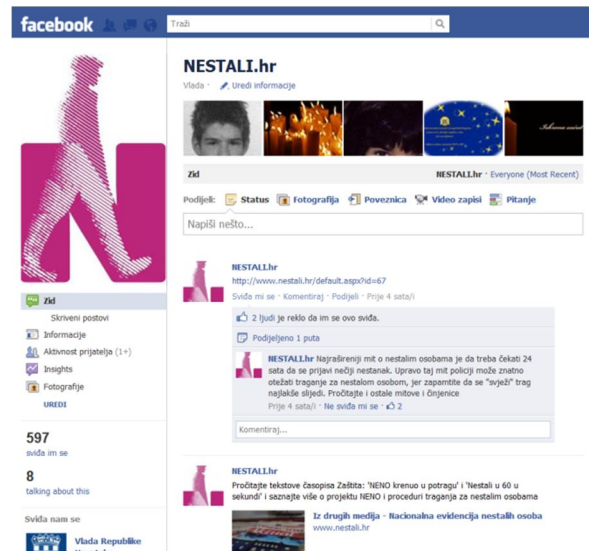 facebook
Traži
NESTALI.hr
Vlada · Uredi informacije
Zid
NESTALI.hr · Everyone (Most Recent)
Podijeli: Status Fotografija Poveznica Video zapisi Pitanje
Napiši nešto...
NESTALI.hr
http://www.nestali.hr/default.aspx?id=67
Sviđa mi se · Komentiraj · Podijeli · Prije 4 sata/i
2 ljudi je reklo da im se ovo sviđa.
Podijeljeno 1 puta
NESTALI.hr Najrašireniji mit o nestalim osobama je da treba čekati 24
sata da se prijavi nečiji nestanak. Upravo taj mit policiji može znatno
otežati traganje za nestalom osobom, jer zapamtite da se "svježi" trag
najlakše slijedi. Pročitajte i ostale mitove i činjenice
Prije 4 sata/i · Ne sviđa mi se · 2
Komentiraj...
NESTALI.hr
Pročitajte tekstove časopisa Zaštita: 'NENO krenuo u potragu' i 'Nestali u 60 u
sekundi' i saznajte više o projektu NENO i proceduri traganja za nestalim osobama
Iz drugih medija - Nacionalna evidencija nestalih osoba
www.nestali.hr
Zid
Skriveni postovi
Informacije
Aktivnost prijatelja (1+)
Insights
Fotografije
UREDI
597
sviđa im se
8
talking about this
Sviđa nam se
Vlada Republike